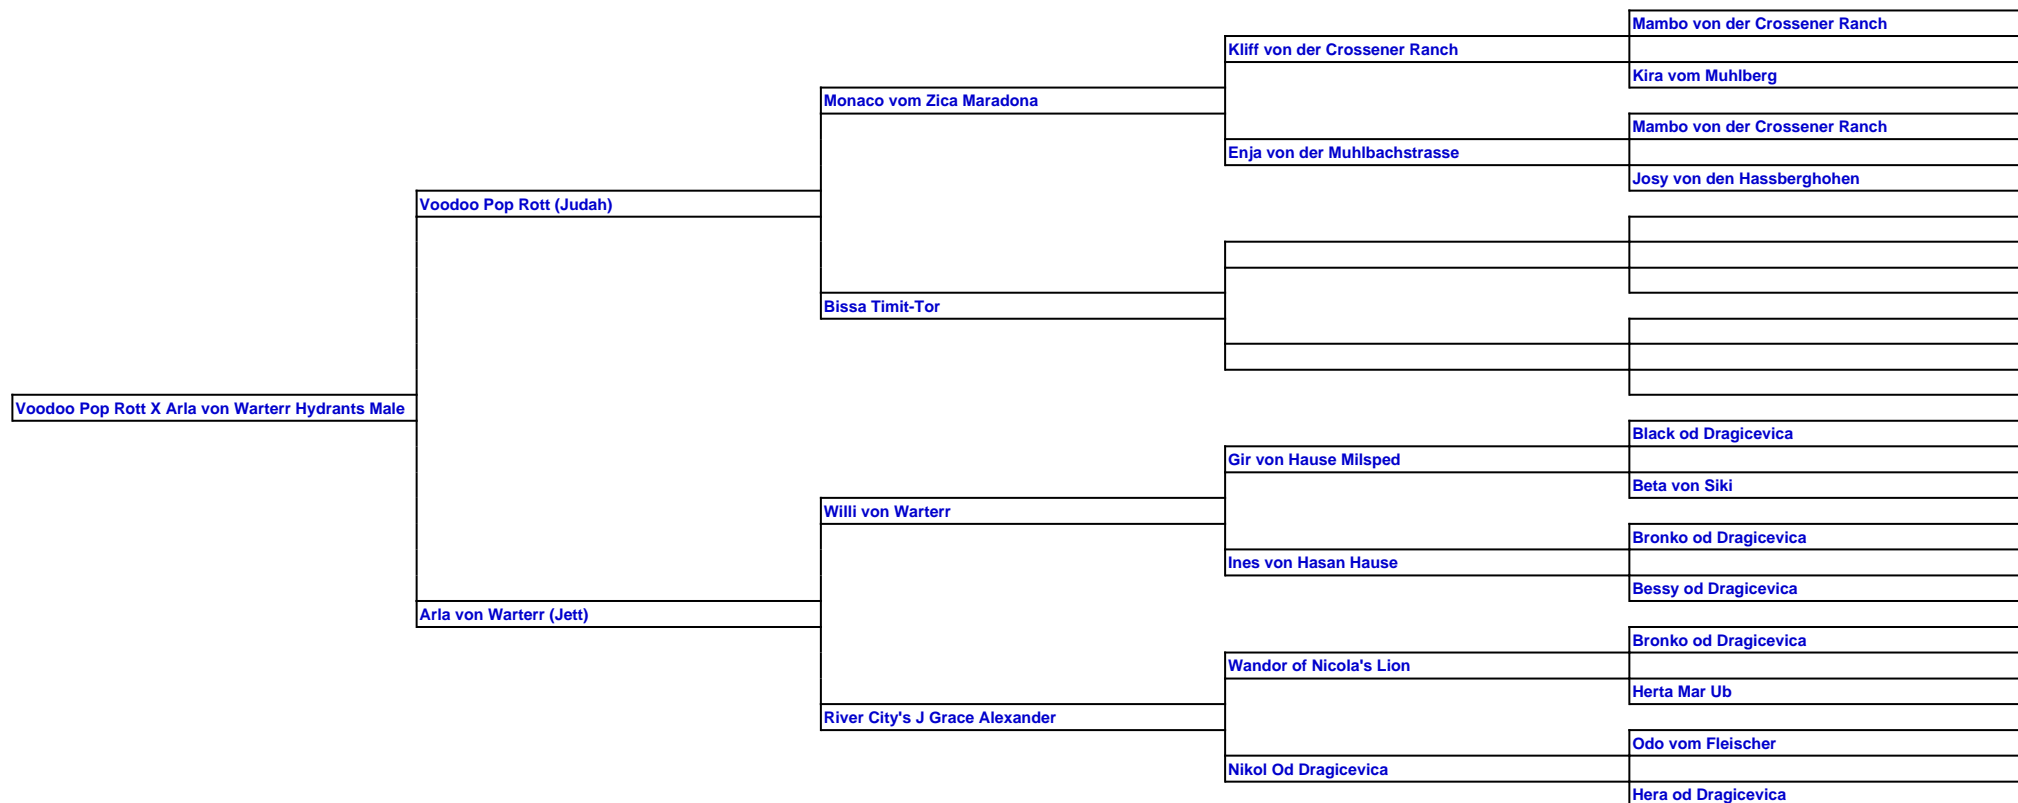 Mambo von der Crossener Ranch
Kliff von der Crossener Ranch
Kira vom Muhlberg
Monaco vom Zica Maradona
Mambo von der Crossener Ranch
Enja von der Muhlbachstrasse
Josy von den Hassberghohen
Voodoo Pop Rott (Judah)
Bissa Timit-Tor
Voodoo Pop Rott X Arla von Warterr Hydrants Male
Black od Dragicevica
Gir von Hause Milsped
Beta von Siki
Willi von Warterr
Bronko od Dragicevica
Ines von Hasan Hause
Bessy od Dragicevica
Arla von Warterr (Jett)
Bronko od Dragicevica
Wandor of Nicola's Lion
Herta Mar Ub
River City's J Grace Alexander
Odo vom Fleischer
Nikol Od Dragicevica
Hera od Dragicevica